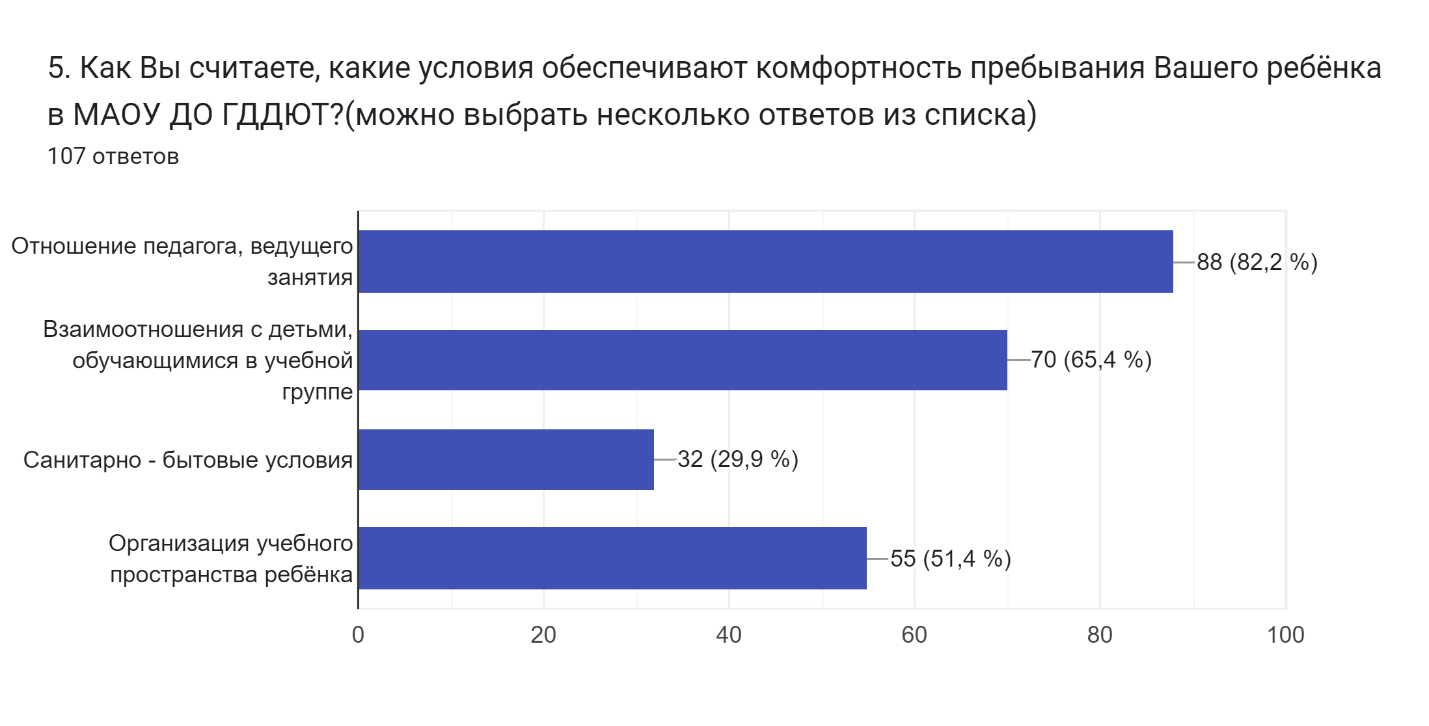 5. Как Вы считаете, какие условия обеспечивают комфортность пребывания Вашего ребёнка
в МАОУ ДО ГДДЮТ?(можно выбрать несколько ответов из списка)
107 ответов
Отношение педагога, ведущего
занятия
88 (82,2 %)
Взаимоотношения с детьми,
обучающимися в учебной
группе
70 (65,4 %)
Санитарно - бытовые условия
32 (29,9 %)
Организация учебного
пространства ребёнка
55 (51,4 %)
0 20 40 60 80 100